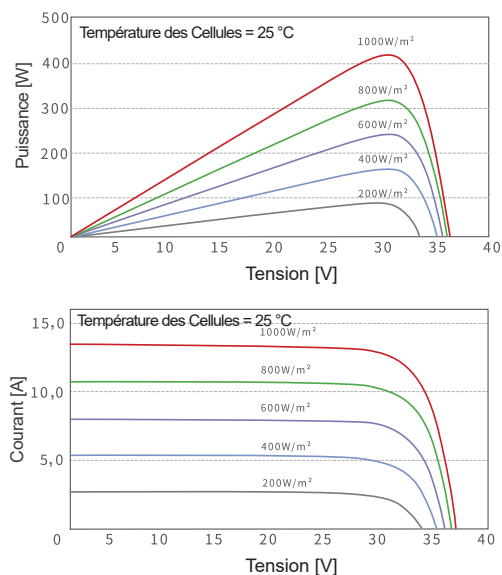 500
Température des Cellules = 25 °C
1000W/m²
400
800W/m²
300
600W/m²
200
400W/m²
100
200W/m²
Puissance [W]
0 5 10 15 20 25 30 35 40
Tension [V]
15,0
Température des Cellules = 25 °C
1000W/m²
10,0
800W/m²
600W/m²
5,0
400W/m²
200W/m²
Courant [A]
0 5 15 10 20 25 30 35 40
Tension [V]